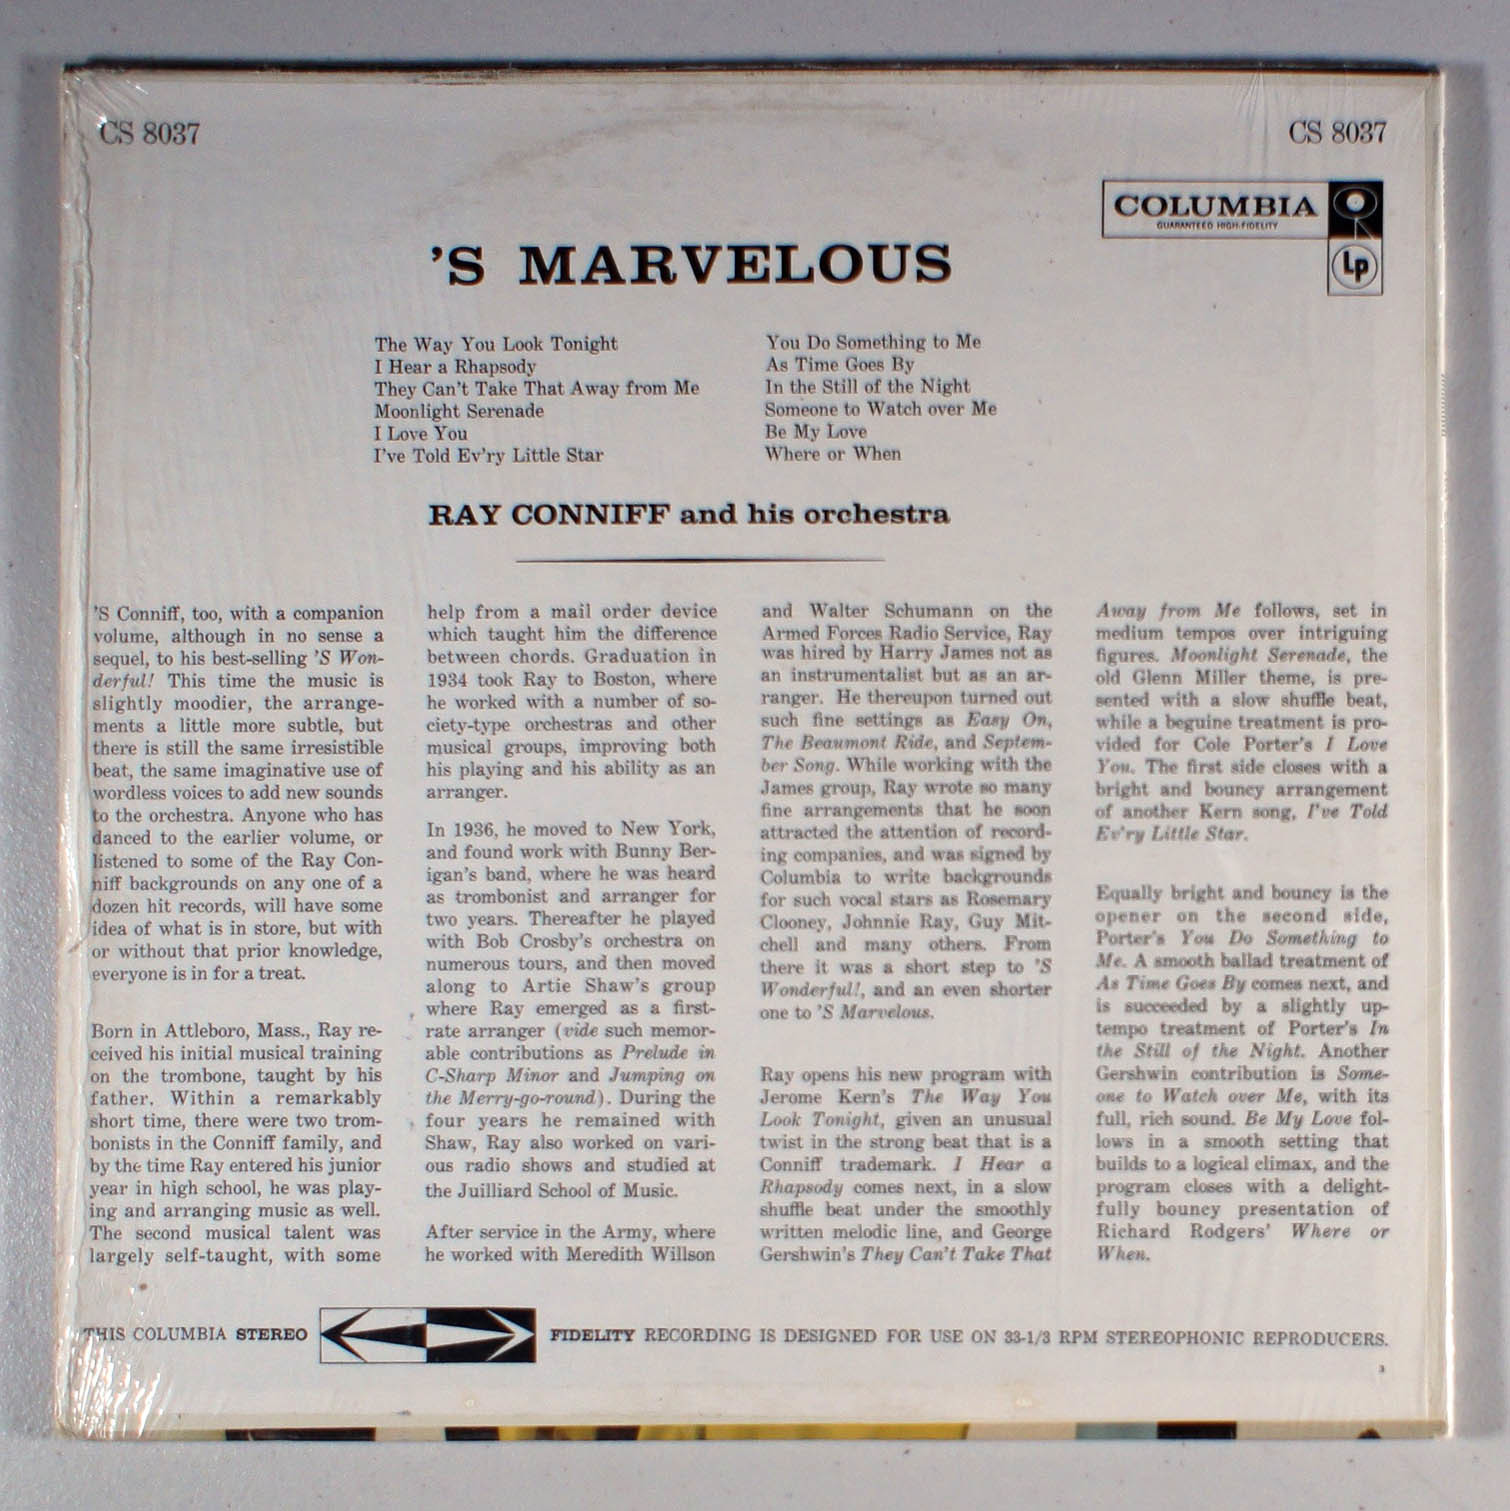 CS 8037
CS 8037
COLUMBIA
GUARANTEED HIGH-FIDELITY
Lp
'S MARVELOUS
The Way You Look Tonight
I Hear a Rhapsody
They Can't Take That Away from Me
Moonlight Serenade
I Love You
I've Told Ev'ry Little Star
You Do Something to Me
As Time Goes By
In the Still of the Night
Someone to Watch over Me
Be My Love
Where or When
RAY CONNIFF and his orchestra
'S Conniff, too, with a companion
volume, although in no sense a
sequel, to his best-selling 'S Won-
derful! This time the music is
slightly moodier, the arrange-
ments a little more subtle, but
there is still the same irresistible
beat, the same imaginative use of
wordless voices to add new sounds
to the orchestra. Anyone who has
danced to the earlier volume, or
listened to some of the Ray Con-
niff backgrounds on any one of a
dozen hit records, will have some
idea of what is in store, but with
or without that prior knowledge,
everyone is in for a treat.
Born in Attleboro, Mass., Ray re-
ceived his initial musical training
on the trombone, taught by his
father. Within a remarkably
short time, there were two trom-
bonists in the Conniff family, and
by the time Ray entered his junior
year in high school, he was play-
ing and arranging music as well.
The second musical talent was
largely self-taught, with some
help from a mail order device
which taught him the difference
between chords. Graduation in
1934 took Ray to Boston, where
he worked with a number of so-
ciety-type orchestras and other
musical groups, improving both
his playing and his ability as an
arranger.
In 1936, he moved to New York,
and found work with Bunny Ber-
igan's band, where he was heard
as trombonist and arranger for
two years. Thereafter he played
with Bob Crosby's orchestra on
numerous tours, and then moved
along to Artie Shaw's group
where Ray emerged as a first-
rate arranger (vide such memor-
able contributions as Prelude in
C-Sharp Minor and Jumping on
the Merry-go-round). During the
four years he remained with
Shaw, Ray also worked on vari-
ous radio shows and studied at
the Juilliard School of Music.
After service in the Army, where
he worked with Meredith Willson
and Walter Schumann on the
Armed Forces Radio Service, Ray
was hired by Harry James not as
an instrumentalist but as an ar-
ranger. He thereupon turned out
such fine settings as Easy On,
The Beaumont Ride, and Septem-
ber Song. While working with the
James group, Ray wrote so many
fine arrangements that he soon
attracted the attention of record-
ing companies, and was signed by
Columbia to write backgrounds
for such vocal stars as Rosemary
Clooney, Johnnie Ray, Guy Mit-
chell and many others. From
there it was a short step to 'S
Wonderful!, and an even shorter
one to 'S Marvelous.
Ray opens his new program with
Jerome Kern's The Way You
Look Tonight, given an unusual
twist in the strong beat that is a
Conniff trademark. I Hear a
Rhapsody comes next, in a slow
shuffle beat under the smoothly
written melodic line, and George
Gershwin's They Can't Take That
Away from Me follows, set in
medium tempos over intriguing
figures. Moonlight Serenade, the
old Glenn Miller theme, is pre-
sented with a slow shuffle beat,
while a beguine treatment is pro-
vided for Cole Porter's I Love
You. The first side closes with a
bright and bouncy arrangement
of another Kern song, I've Told
Ev'ry Little Star.
Equally bright and bouncy is the
opener on the second side,
Porter's You Do Something to
Me. A smooth ballad treatment of
As Time Goes By comes next, and
is succeeded by a slightly up-
tempo treatment of Porter's In
the Still of the Night. Another
Gershwin contribution is Some-
one to Watch over Me, with its
full, rich sound. Be My Love fol-
lows in a smooth setting that
builds to a logical climax, and the
program closes with a delight-
fully bouncy presentation of
Richard Rodgers' Where or
When.
THIS COLUMBIA STEREO FIDELITY RECORDING IS DESIGNED FOR USE ON 33-1/3 RPM STEREOPHONIC REPRODUCERS.
3